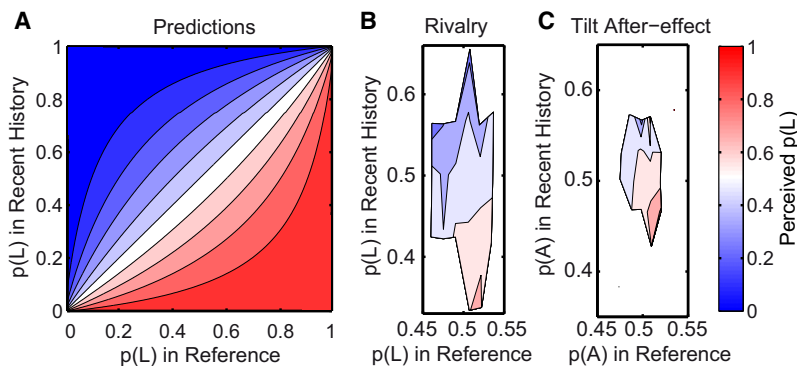 A
Predictions
p(L) in Recent History
1
0.8
0.6
0.4
0.2
0
0
0.2
0.4
0.6
0.8
1
p(L) in Reference
B
Rivalry
p(L) in Recent History
0.6
0.5
0.4
0.45
0.5
0.55
p(L) in Reference
C
Tilt After-effect
p(A) in Recent History
0.6
0.5
0.4
0.45
0.5
0.55
p(A) in Reference
1
0.8
0.6
0.4
0.2
0
Perceived p(L)